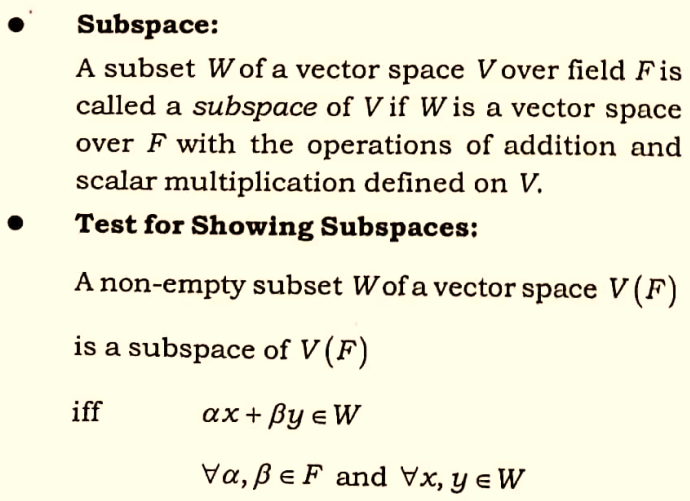 ● Subspace:
A subset W of a vector space V over field F is
called a subspace of V if W is a vector space
over F with the operations of addition and
scalar multiplication defined on V.
● Test for Showing Subspaces:
A non-empty subset W of a vector space V(F)
is a subspace of V(F)
iff αx + βy ∈ W
∀α, β ∈ F and ∀x, y ∈ W